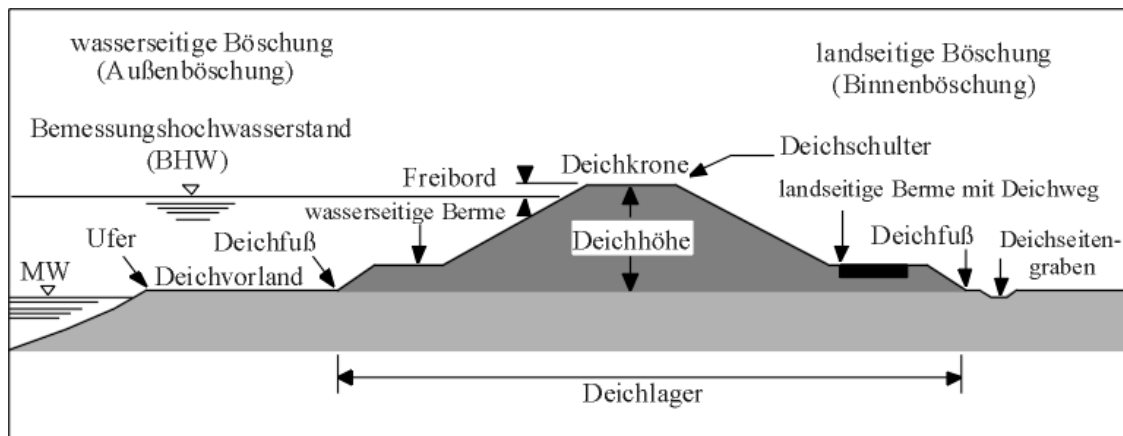 wasserseitige Böschung
(Außenböschung)
landseitige Böschung
(Binnenböschung)
Bemessungshochwasserstand
(BHW)
Freibord
Deichkrone
Deichschulter
wasserseitige Berme
landseitige Berme mit Deichweg
Ufer
Deichfuß
Deichhöhe
Deichfuß
Deichseiten-
graben
MW
Deichvorland
Deichlager